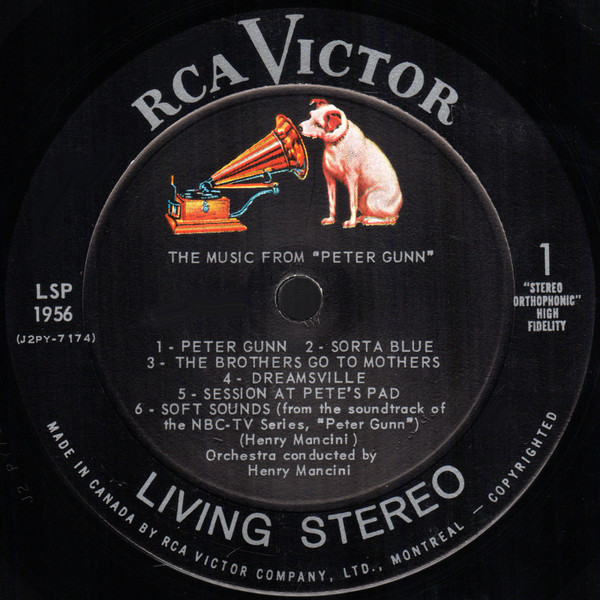 RCA VICTOR
THE MUSIC FROM "PETER GUNN"
LSP
1956
(J2PY-7174)
1
"STEREO
ORTHOPHONIC"
HIGH
FIDELITY
1 - PETER GUNN 2 - SORTA BLUE
3 - THE BROTHERS GO TO MOTHERS
4 - DREAMSVILLE
5 - SESSION AT PETE'S PAD
6 - SOFT SOUNDS (from the soundtrack of
the NBC-TV Series, "Peter Gunn")
(Henry Mancini)
Orchestra conducted by
Henry Mancini
LIVING STEREO
MADE IN CANADA BY RCA VICTOR COMPANY, LTD., MONTREAL — COPYRIGHTED